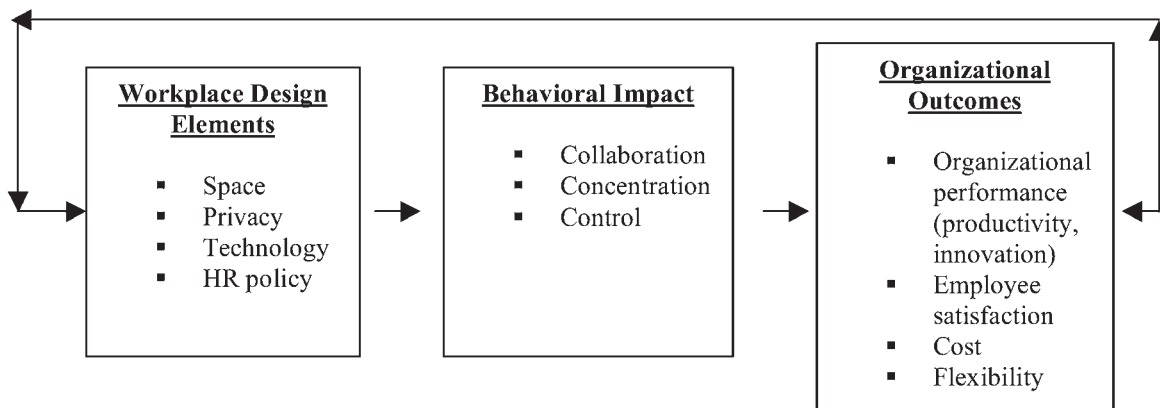 Workplace Design
Elements
▪ Space
▪ Privacy
▪ Technology
▪ HR policy
Behavioral Impact
▪ Collaboration
▪ Concentration
▪ Control
Organizational
Outcomes
▪ Organizational
performance
(productivity,
innovation)
▪ Employee
satisfaction
▪ Cost
▪ Flexibility